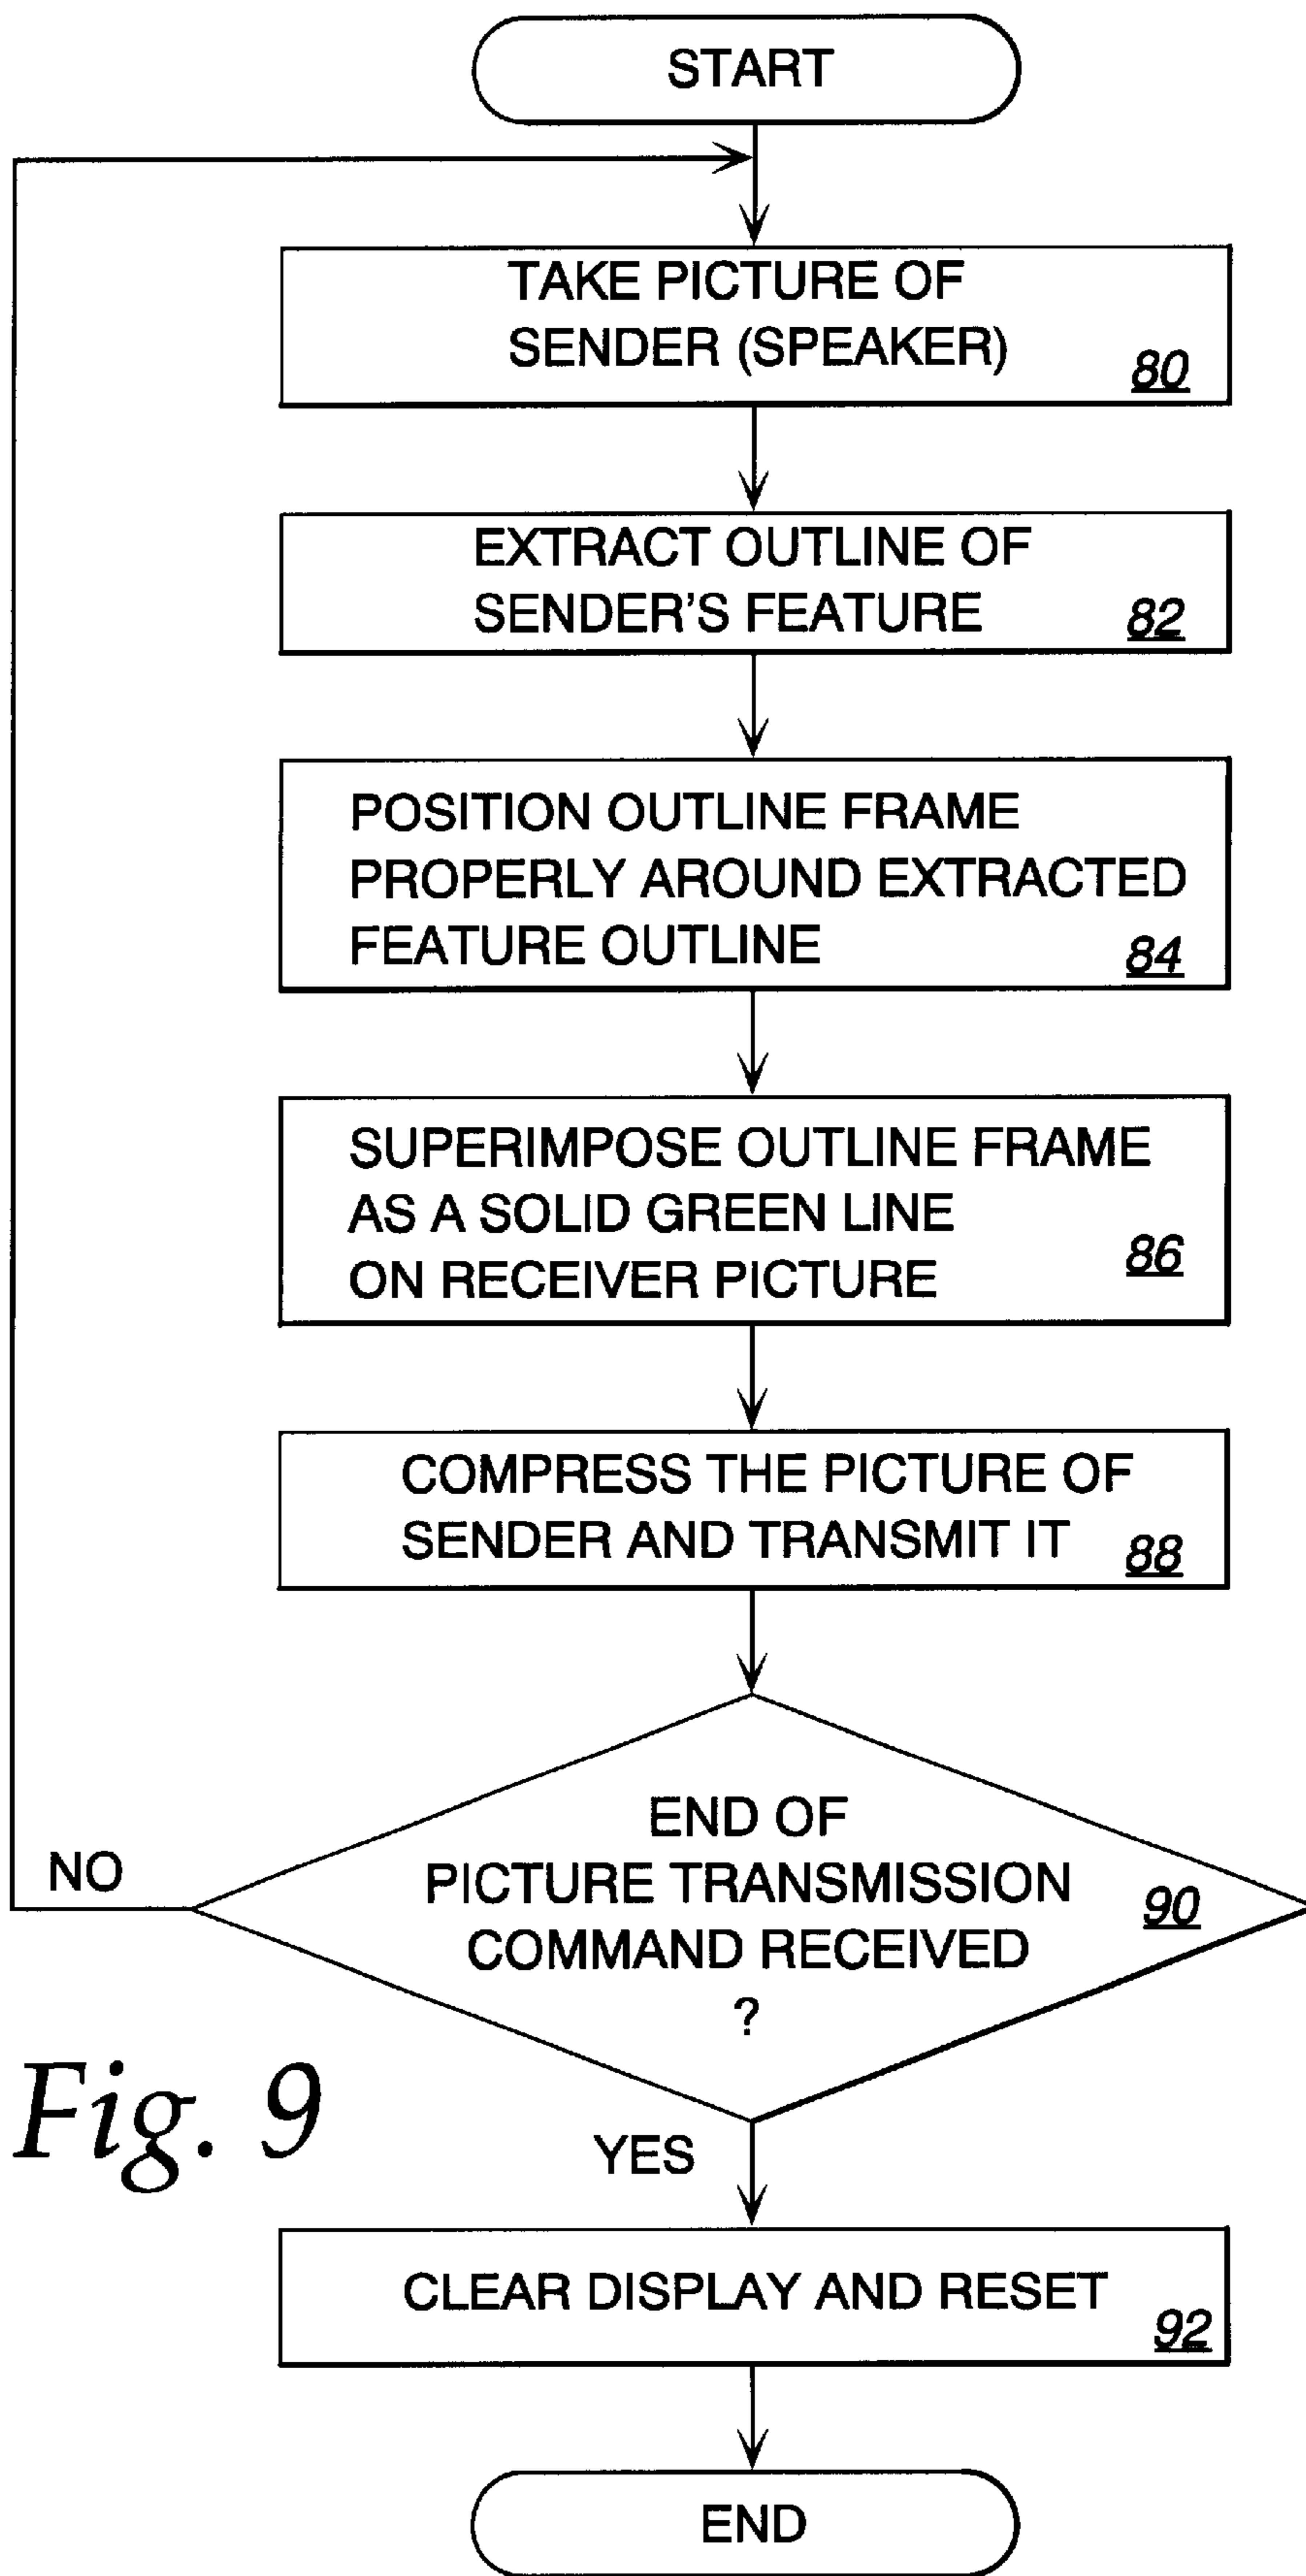 START
TAKE PICTURE OF
SENDER (SPEAKER)
80
EXTRACT OUTLINE OF
SENDER'S FEATURE
82
POSITION OUTLINE FRAME
PROPERLY AROUND EXTRACTED
FEATURE OUTLINE
84
SUPERIMPOSE OUTLINE FRAME
AS A SOLID GREEN LINE
ON RECEIVER PICTURE
86
COMPRESS THE PICTURE OF
SENDER AND TRANSMIT IT
88
END OF
PICTURE TRANSMISSION
COMMAND RECEIVED
?
90
NO
YES
Fig. 9
CLEAR DISPLAY AND RESET
92
END